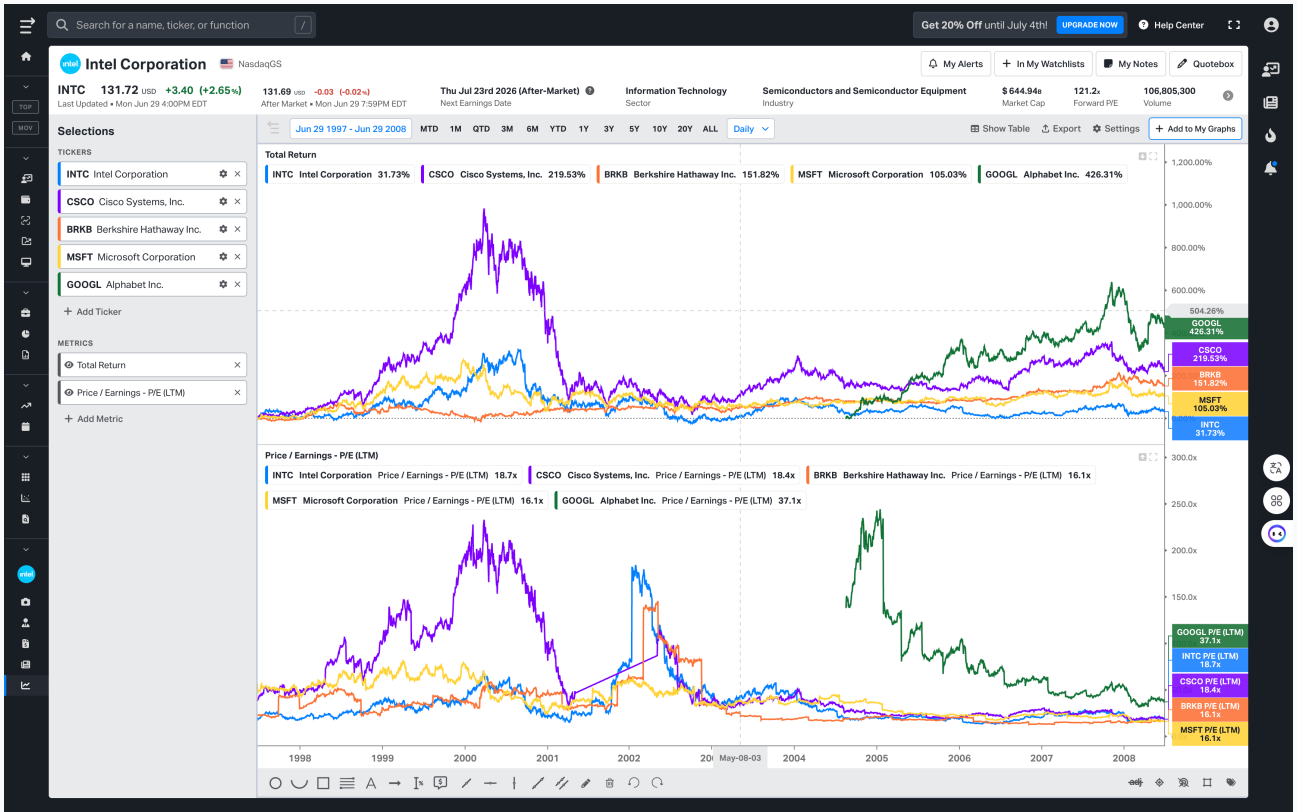 Search for a name, ticker, or function
/
Get 20% Off until July 4th!
UPGRADE NOW
Help Center
TOP
MOV
intel
intel
Intel Corporation
NasdaqGS
My Alerts
In My Watchlists
My Notes
Quotebox
INTC 131.72 USD +3.40 (+2.65%)
Last Updated • Mon Jun 29 4:00PM EDT
131.69 USD -0.03 (-0.02%)
After Market • Mon Jun 29 7:59PM EDT
Thu Jul 23rd 2026 (After-Market) ?
Next Earnings Date
Information Technology
Sector
Semiconductors and Semiconductor Equipment
Industry
$ 644.94B
Market Cap
121.2x
Forward P/E
106,805,300
Volume
Selections
TICKERS
INTC Intel Corporation
CSCO Cisco Systems, Inc.
BRKB Berkshire Hathaway Inc.
MSFT Microsoft Corporation
GOOGL Alphabet Inc.
Add Ticker
METRICS
Total Return
Price / Earnings - P/E (LTM)
Add Metric
Jun 29 1997 - Jun 29 2008
MTD 1M QTD 3M 6M YTD 1Y 3Y 5Y 10Y 20Y ALL
Daily
Show Table
Export
Settings
Add to My Graphs
Total Return
INTC Intel Corporation 31.73%
CSCO Cisco Systems, Inc. 219.53%
BRKB Berkshire Hathaway Inc. 151.82%
MSFT Microsoft Corporation 105.03%
GOOGL Alphabet Inc. 426.31%
1,200.00%
1,000.00%
800.00%
600.00%
504.26%
GOOGL
426.31%
CSCO
219.53%
BRKB
151.82%
MSFT
105.03%
INTC
31.73%
Price / Earnings - P/E (LTM)
INTC Intel Corporation Price / Earnings - P/E (LTM) 18.7x
CSCO Cisco Systems, Inc. Price / Earnings - P/E (LTM) 18.4x
BRKB Berkshire Hathaway Inc. Price / Earnings - P/E (LTM) 16.1x
MSFT Microsoft Corporation Price / Earnings - P/E (LTM) 16.1x
GOOGL Alphabet Inc. Price / Earnings - P/E (LTM) 37.1x
300.0x
250.0x
200.0x
150.0x
GOOGL P/E (LTM)
37.1x
INTC P/E (LTM)
18.7x
CSCO P/E (LTM)
18.4x
BRKB P/E (LTM)
16.1x
MSFT P/E (LTM)
16.1x
1998 1999 2000 2001 2002 May-08-03 2004 2005 2006 2007 2008